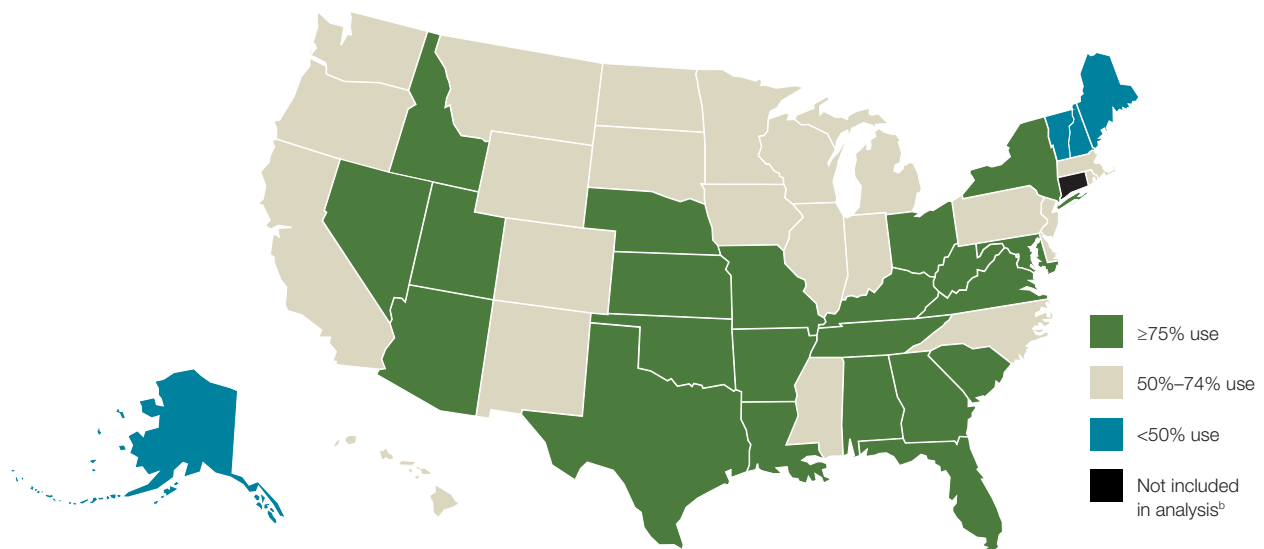 ≥75% use
50%–74% use
<50% use
Not included
in analysisᵇ